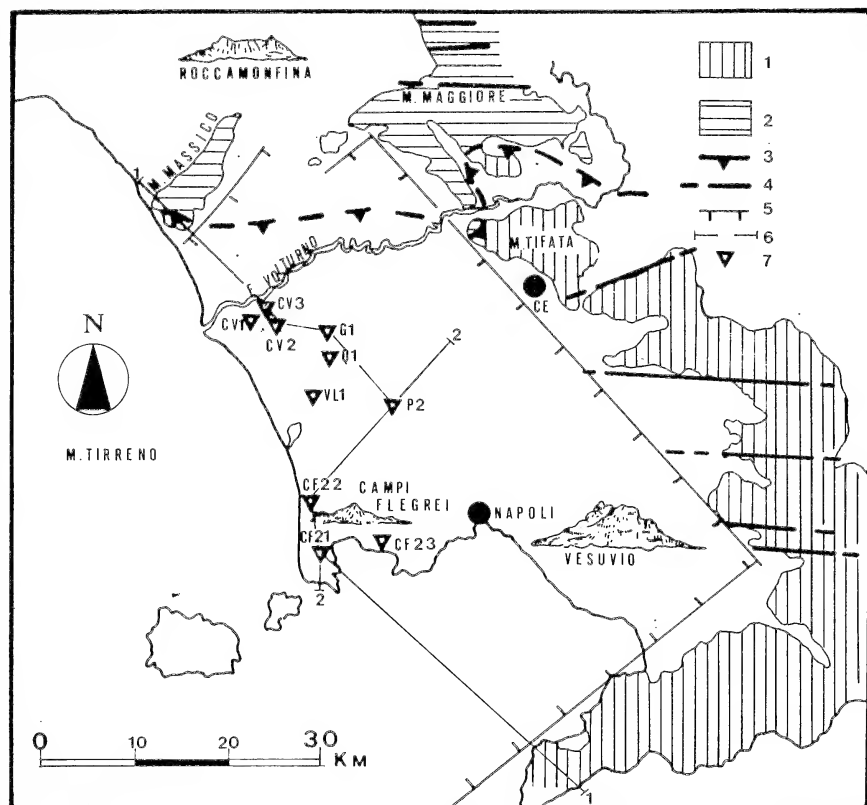 ROCCAMONFINA
M. MAGGIORE
M. MASSICO
1
2
3
4
5
6
7
1
M. TIFATA
CE
F. VOLTURNO
CV3
CV1
CV2
G1
Q1
2
VL1
P2
N
M. TIRRENO
CF22
CAMPI
FLEGREI
NAPOLI
CF21
CF23
VESUVIO
2
0 10 20 30
KM
1